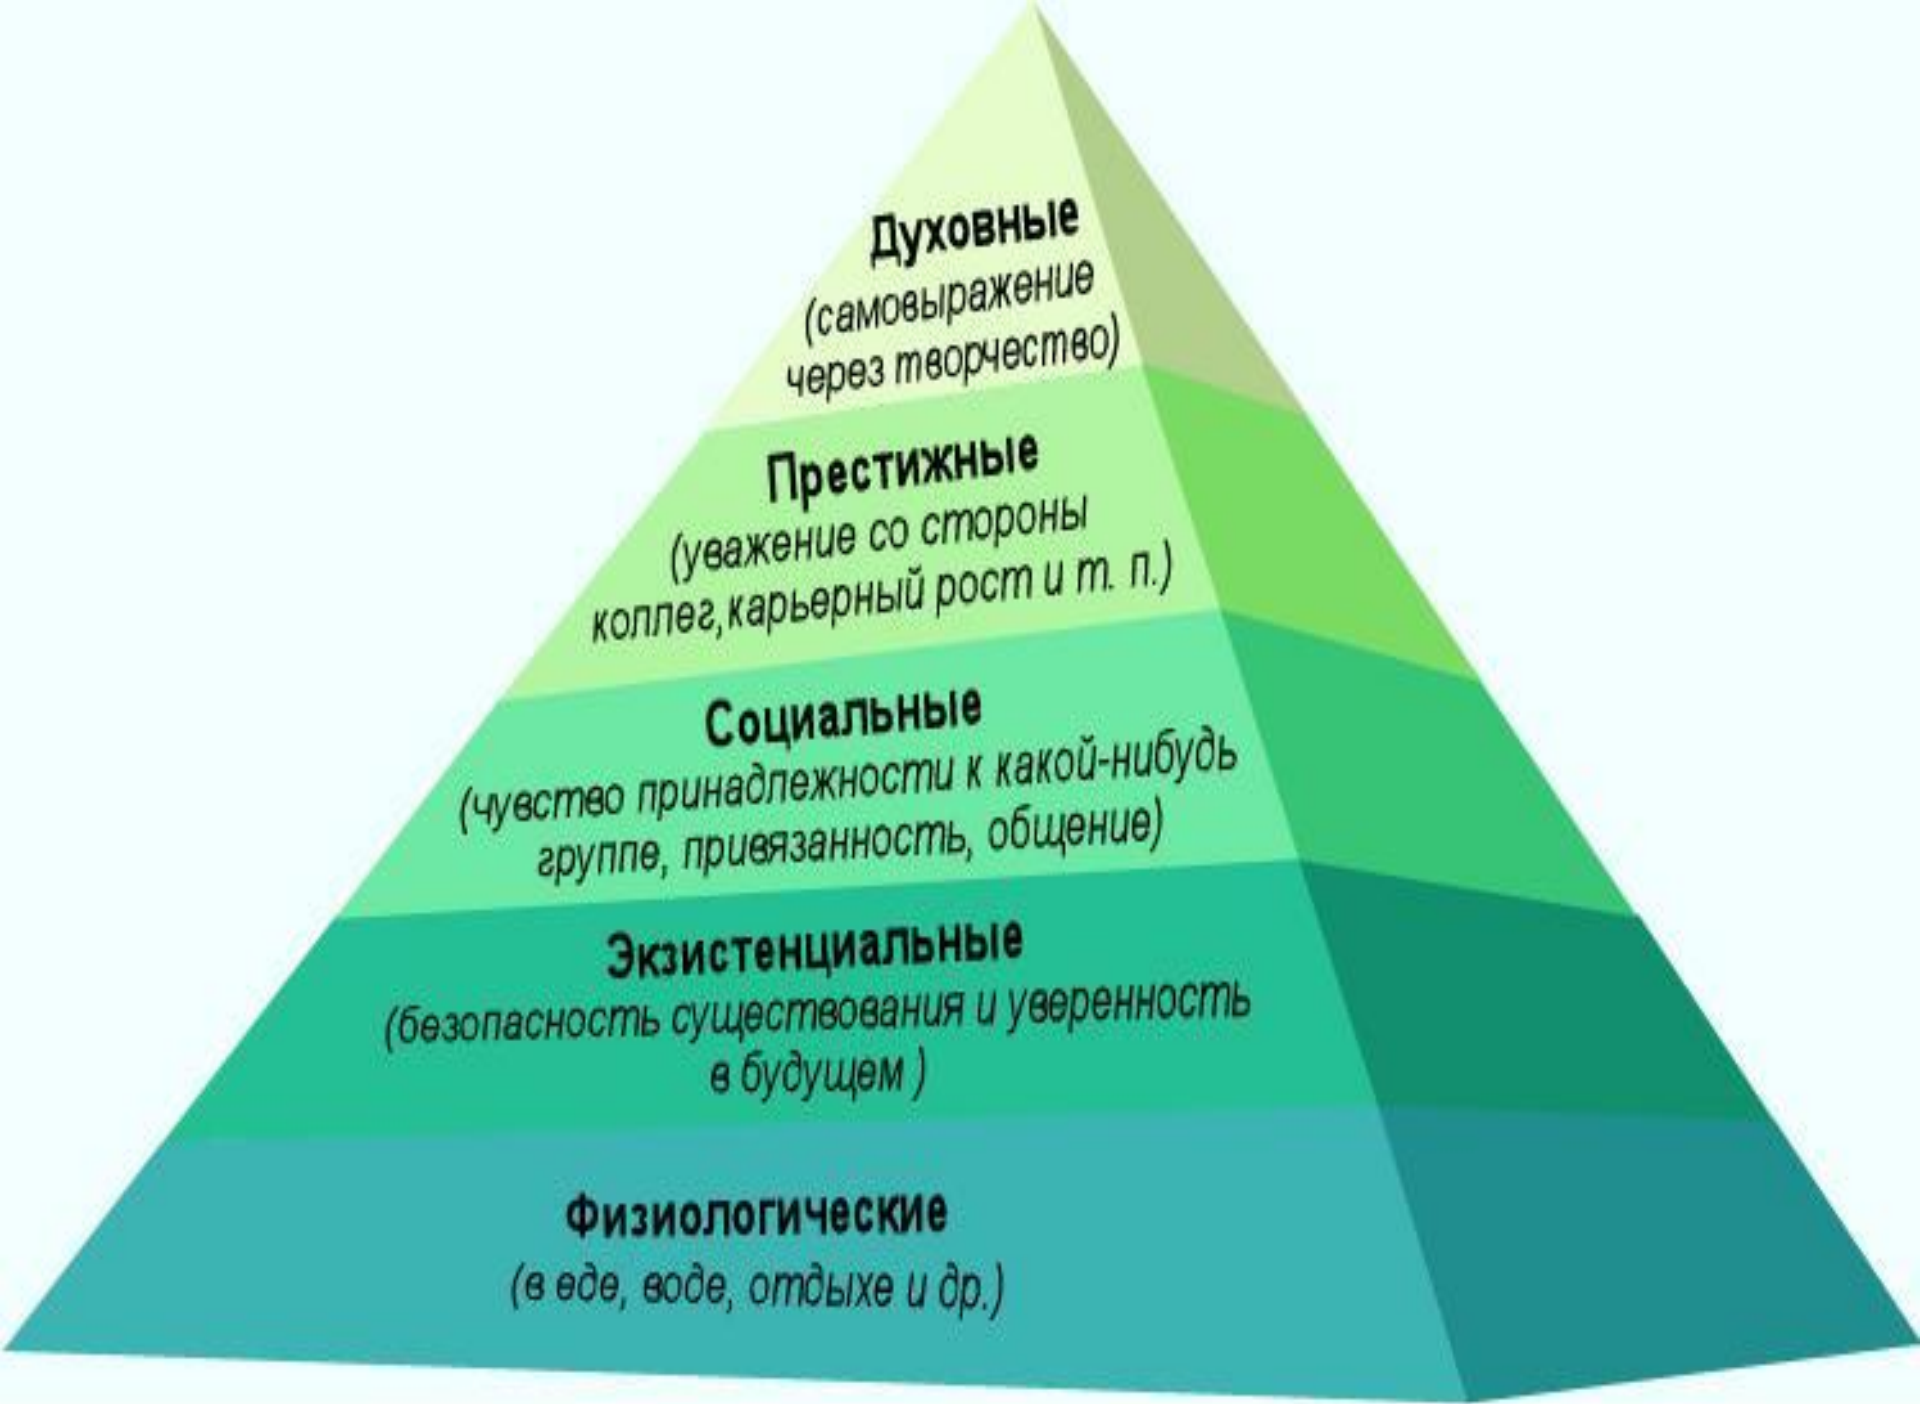 Духовные
(самовыражение
через творчество)
Престижные
(уважение со стороны
коллег,карьерный рост и т. п.)
Социальные
(чувство принадлежности к какой-нибудь
группе, привязанность, общение)
Экзистенциальные
(безопасность существования и уверенность
в будущем )
Физиологические
(в еде, воде, отдыхе и др.)